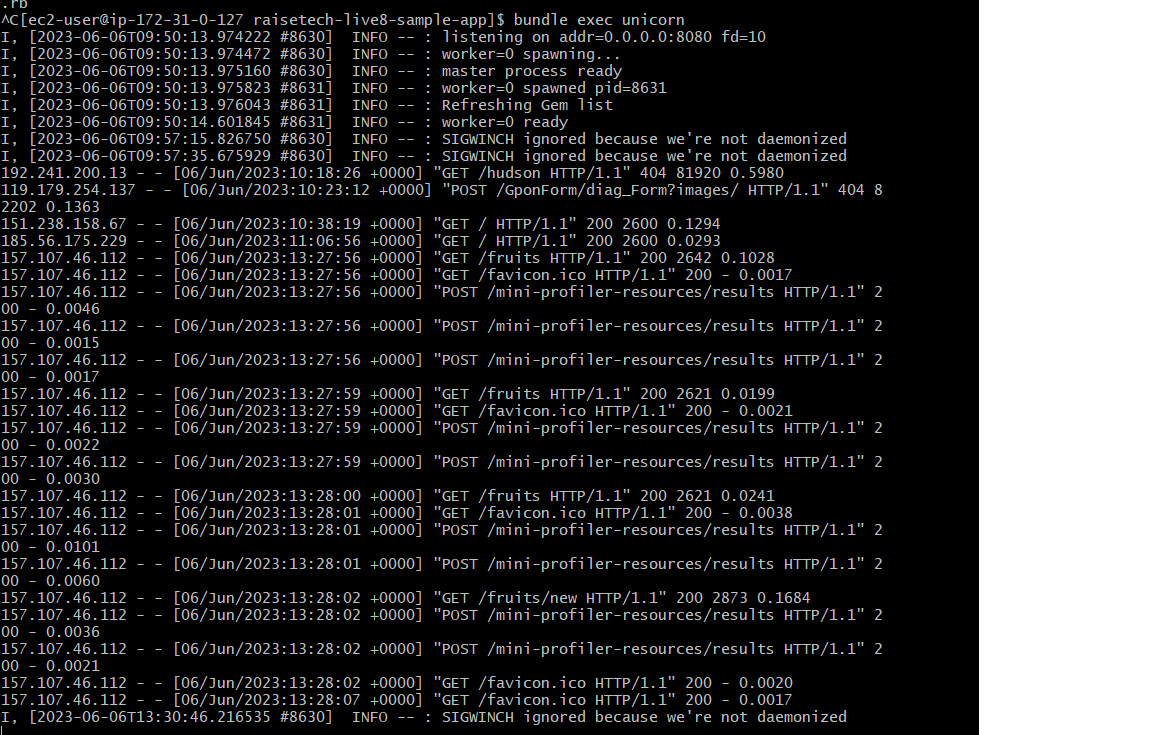 .rb
^C[ec2-user@ip-172-31-0-127 raisetech-live8-sample-app]$ bundle exec unicorn
I, [2023-06-06T09:50:13.974222 #8630]  INFO -- : listening on addr=0.0.0.0:8080 fd=10
I, [2023-06-06T09:50:13.974472 #8630]  INFO -- : worker=0 spawning...
I, [2023-06-06T09:50:13.975160 #8630]  INFO -- : master process ready
I, [2023-06-06T09:50:13.975823 #8631]  INFO -- : worker=0 spawned pid=8631
I, [2023-06-06T09:50:13.976043 #8631]  INFO -- : Refreshing Gem list
I, [2023-06-06T09:50:14.601845 #8631]  INFO -- : worker=0 ready
I, [2023-06-06T09:57:15.826750 #8630]  INFO -- : SIGWINCH ignored because we're not daemonized
I, [2023-06-06T09:57:35.675929 #8630]  INFO -- : SIGWINCH ignored because we're not daemonized
192.241.200.13 - - [06/Jun/2023:10:18:26 +0000] "GET /hudson HTTP/1.1" 404 81920 0.5980
119.179.254.137 - - [06/Jun/2023:10:23:12 +0000] "POST /GponForm/diag_Form?images/ HTTP/1.1" 404 8
2202 0.1363
151.238.158.67 - - [06/Jun/2023:10:38:19 +0000] "GET / HTTP/1.1" 200 2600 0.1294
185.56.175.229 - - [06/Jun/2023:11:06:56 +0000] "GET / HTTP/1.1" 200 2600 0.0293
157.107.46.112 - - [06/Jun/2023:13:27:56 +0000] "GET /fruits HTTP/1.1" 200 2642 0.1028
157.107.46.112 - - [06/Jun/2023:13:27:56 +0000] "GET /favicon.ico HTTP/1.1" 200 - 0.0017
157.107.46.112 - - [06/Jun/2023:13:27:56 +0000] "POST /mini-profiler-resources/results HTTP/1.1" 2
00 - 0.0046
157.107.46.112 - - [06/Jun/2023:13:27:56 +0000] "POST /mini-profiler-resources/results HTTP/1.1" 2
00 - 0.0015
157.107.46.112 - - [06/Jun/2023:13:27:56 +0000] "POST /mini-profiler-resources/results HTTP/1.1" 2
00 - 0.0017
157.107.46.112 - - [06/Jun/2023:13:27:59 +0000] "GET /fruits HTTP/1.1" 200 2621 0.0199
157.107.46.112 - - [06/Jun/2023:13:27:59 +0000] "GET /favicon.ico HTTP/1.1" 200 - 0.0021
157.107.46.112 - - [06/Jun/2023:13:27:59 +0000] "POST /mini-profiler-resources/results HTTP/1.1" 2
00 - 0.0022
157.107.46.112 - - [06/Jun/2023:13:27:59 +0000] "POST /mini-profiler-resources/results HTTP/1.1" 2
00 - 0.0030
157.107.46.112 - - [06/Jun/2023:13:28:00 +0000] "GET /fruits HTTP/1.1" 200 2621 0.0241
157.107.46.112 - - [06/Jun/2023:13:28:01 +0000] "GET /favicon.ico HTTP/1.1" 200 - 0.0038
157.107.46.112 - - [06/Jun/2023:13:28:01 +0000] "POST /mini-profiler-resources/results HTTP/1.1" 2
00 - 0.0101
157.107.46.112 - - [06/Jun/2023:13:28:01 +0000] "POST /mini-profiler-resources/results HTTP/1.1" 2
00 - 0.0060
157.107.46.112 - - [06/Jun/2023:13:28:02 +0000] "GET /fruits/new HTTP/1.1" 200 2873 0.1684
157.107.46.112 - - [06/Jun/2023:13:28:02 +0000] "POST /mini-profiler-resources/results HTTP/1.1" 2
00 - 0.0036
157.107.46.112 - - [06/Jun/2023:13:28:02 +0000] "POST /mini-profiler-resources/results HTTP/1.1" 2
00 - 0.0021
157.107.46.112 - - [06/Jun/2023:13:28:02 +0000] "GET /favicon.ico HTTP/1.1" 200 - 0.0020
157.107.46.112 - - [06/Jun/2023:13:28:07 +0000] "GET /favicon.ico HTTP/1.1" 200 - 0.0017
I, [2023-06-06T13:30:46.216535 #8630]  INFO -- : SIGWINCH ignored because we're not daemonized